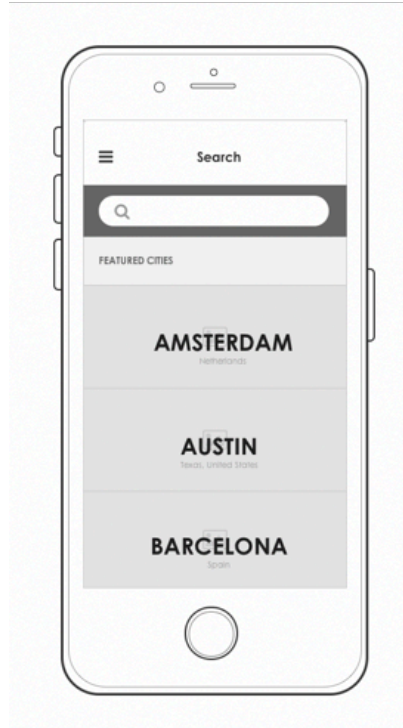 Search
FEATURED CITIES
AMSTERDAM
Netherlands
AUSTIN
Texas, United States
BARCELONA
Spain